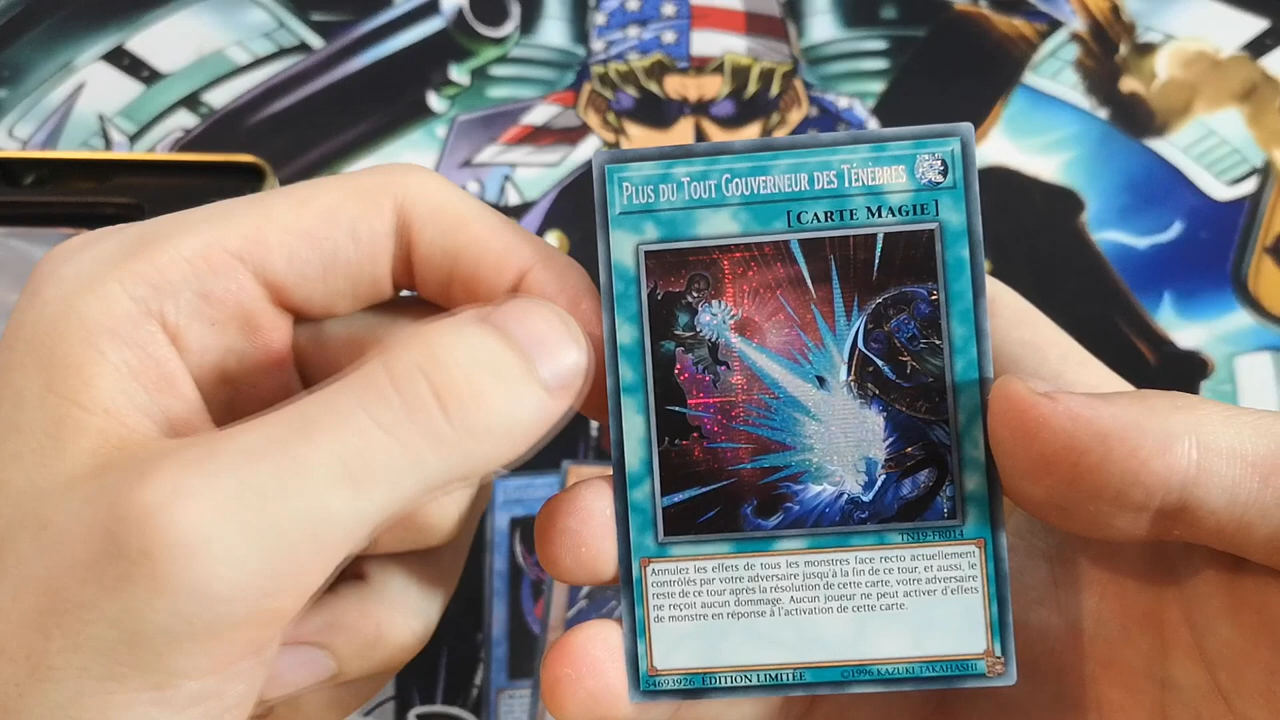 PLUS DU TOUT GOUVERNEUR DES TÉNÈBRES
[CARTE MAGIE]
TN19-FR014
Annulez les effets de tous les monstres face recto actuellement
contrôlés par votre adversaire jusqu'à la fin de ce tour, et aussi, le
reste de ce tour après la résolution de cette carte, votre adversaire
ne reçoit aucun dommage. Aucun joueur ne peut activer d'effets
de monstre en réponse à l'activation de cette carte.
54693926 ÉDITION LIMITÉE ©1996 KAZUKI TAKAHASHI